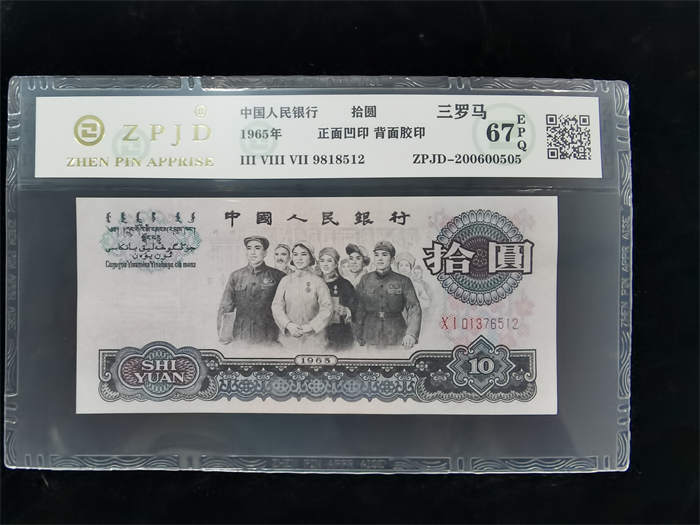 ZPJD
ZHEN PIN APPRISE
中国人民银行 拾圆 三罗马
1965年 正面凹印 背面胶印
III VIII VII 9818512 ZPJD-200600505
67 EPQ
中國人民銀行
拾圓
X I 01376512
1965
SHI
YUAN
10